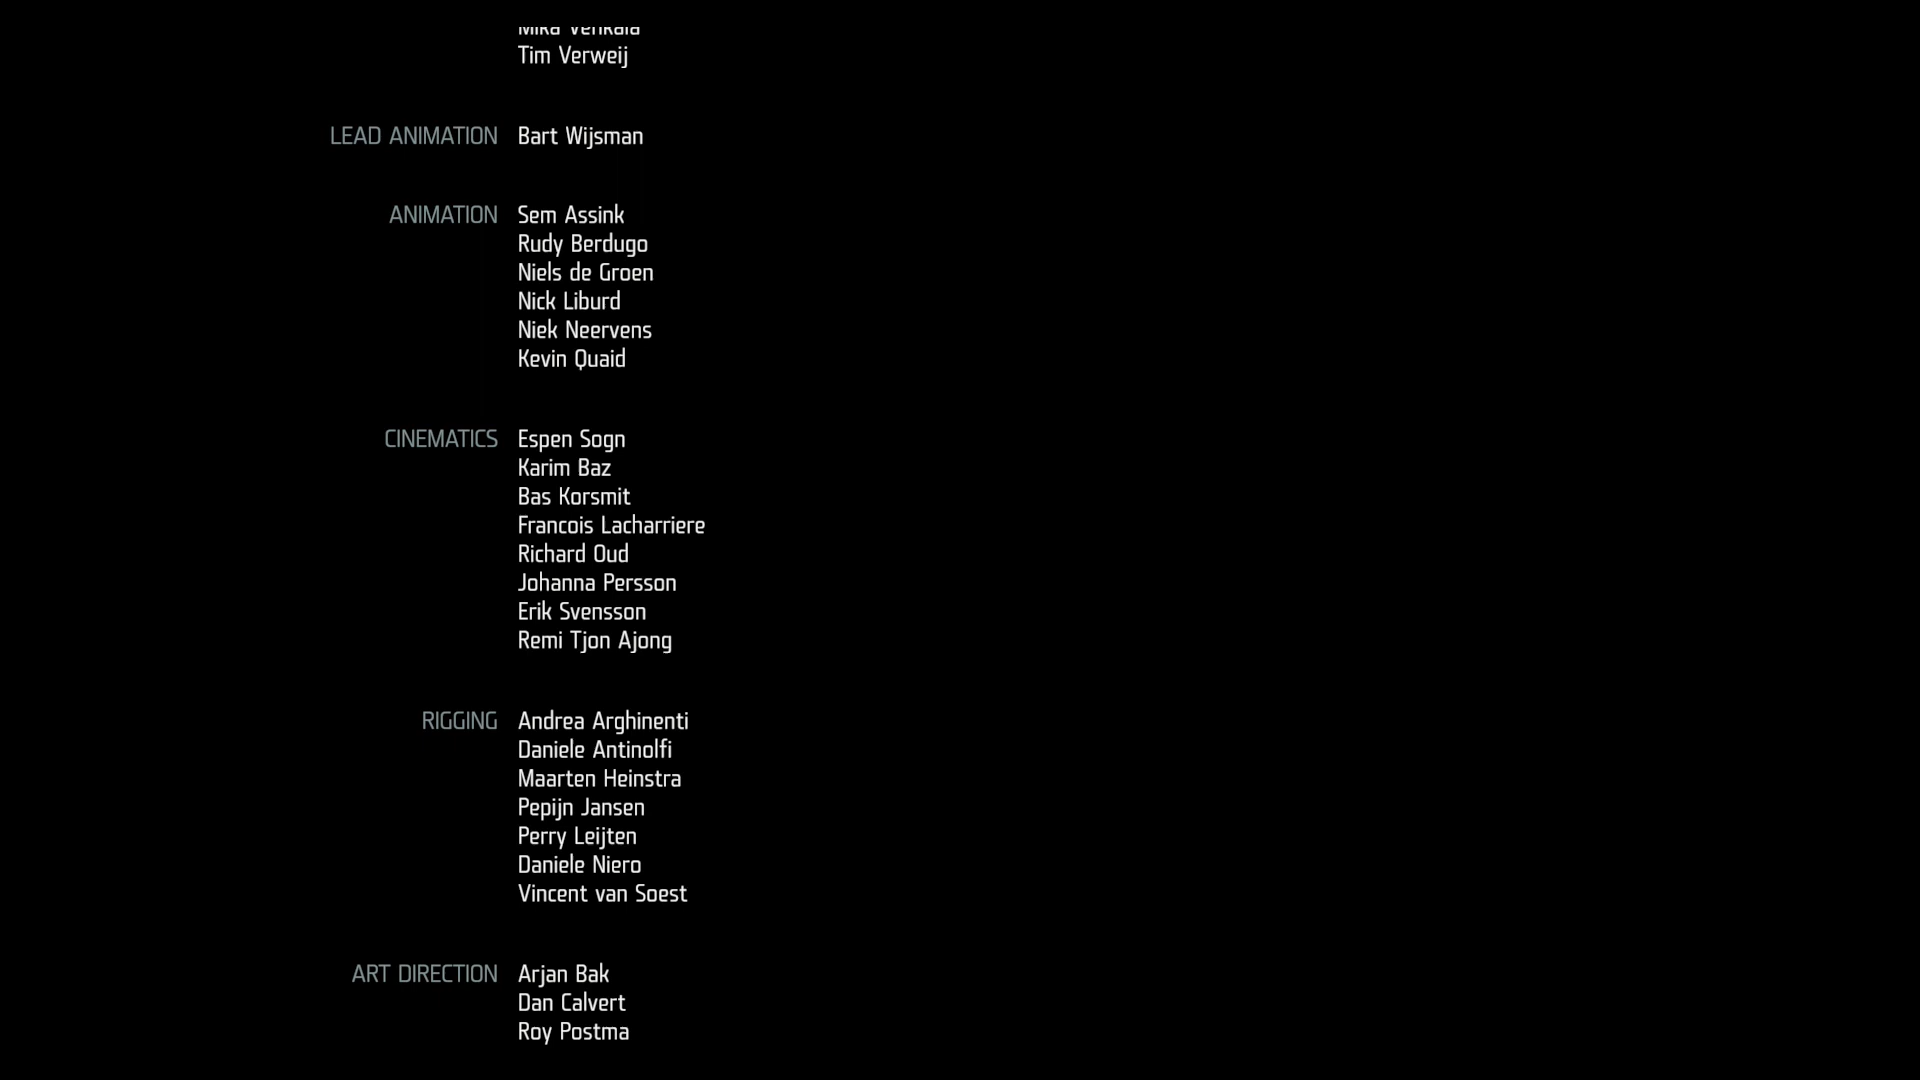 Tim Verweij
LEAD ANIMATION Bart Wijsman
ANIMATION Sem Assink
Rudy Berdugo
Niels de Groen
Nick Liburd
Niek Neervens
Kevin Quaid
CINEMATICS Espen Sogn
Karim Baz
Bas Korsmit
Francois Lacharriere
Richard Oud
Johanna Persson
Erik Svensson
Remi Tjon Ajong
RIGGING Andrea Arghinenti
Daniele Antinolfi
Maarten Heinstra
Pepijn Jansen
Perry Leijten
Daniele Niero
Vincent van Soest
ART DIRECTION Arjan Bak
Dan Calvert
Roy Postma